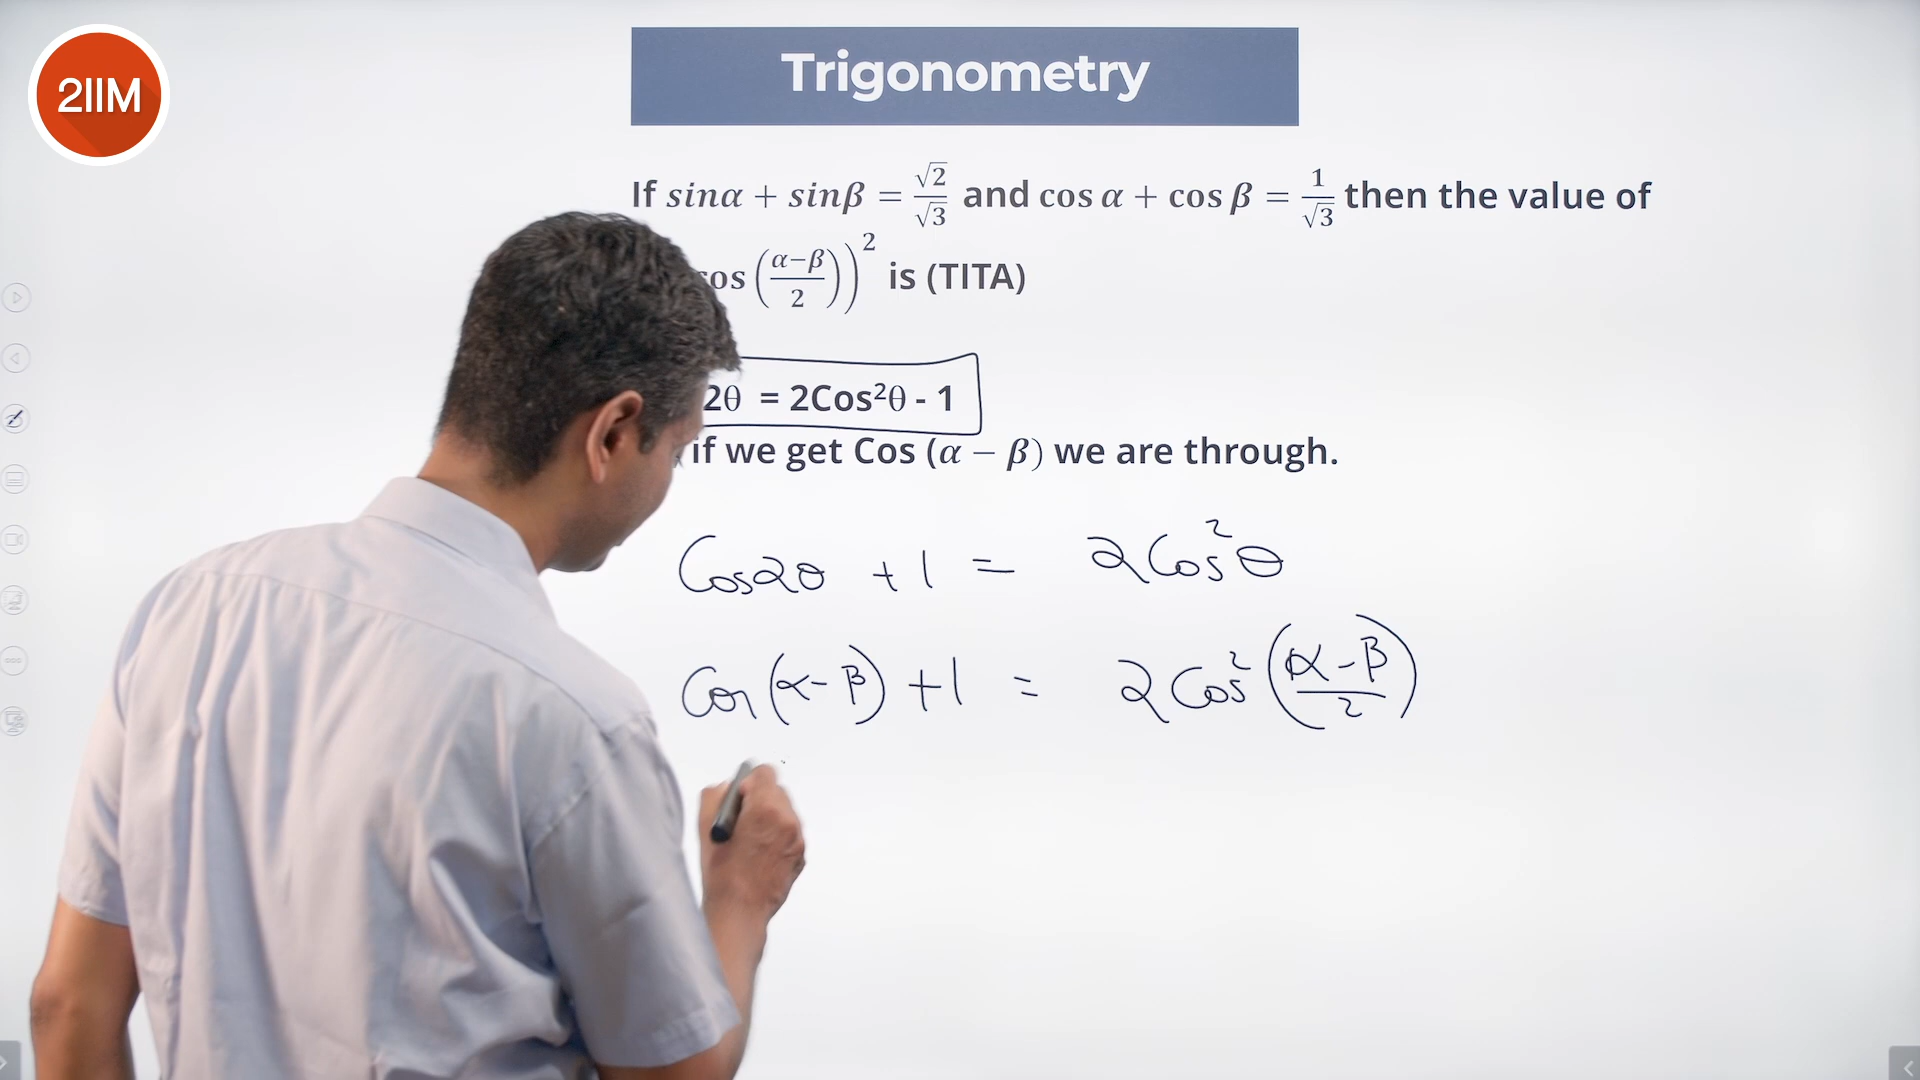 2IIM
Trigonometry
If sinα + sinβ = √2/√3 and cos α + cos β = 1/√3 then the value of
(α−β/2))² is (TITA)
2θ = 2Cos²θ - 1
if we get Cos (α − β) we are through.
Cos2θ + 1 = 2Cos²θ
Cos(α-β) + 1 = 2Cos²(α-β/2)